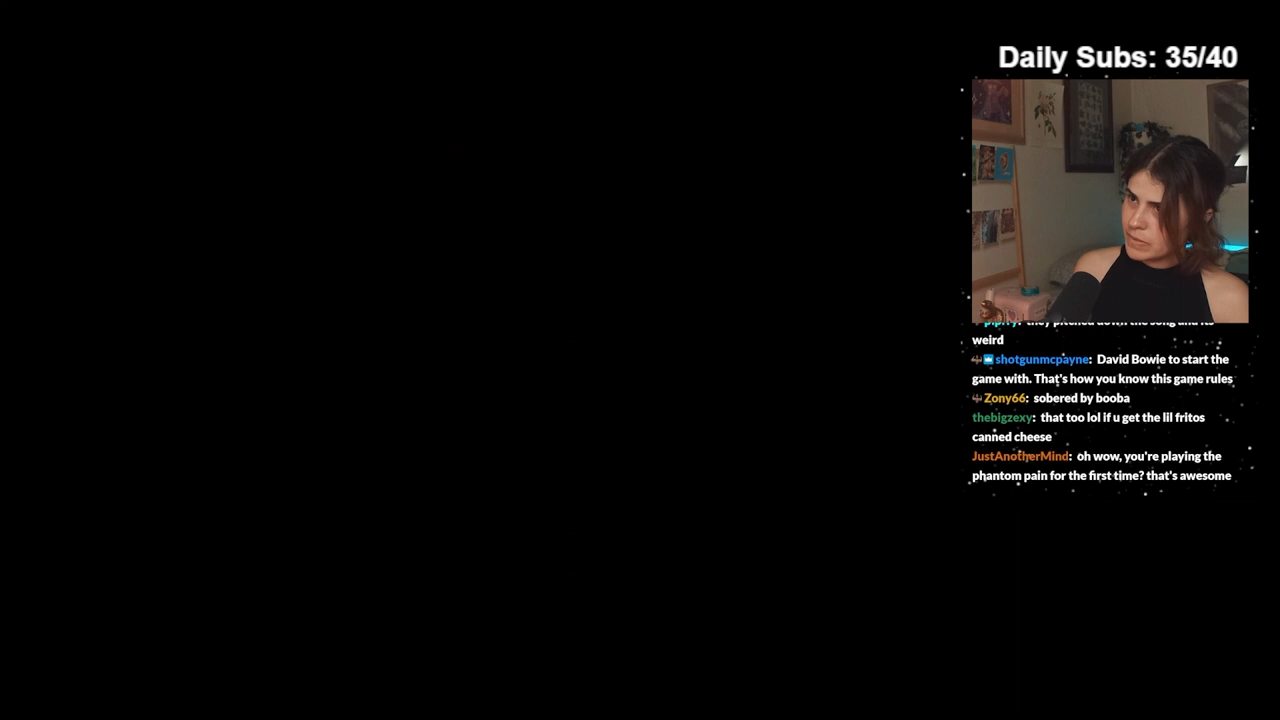 Daily Subs: 35/40
weird
shotgunmcpayne: David Bowie to start the
game with. That's how you know this game rules
Zony66: sobered by booba
thebigzexy: that too lol if u get the lil fritos
canned cheese
JustAnotherMind: oh wow, you're playing the
phantom pain for the first time? that's awesome